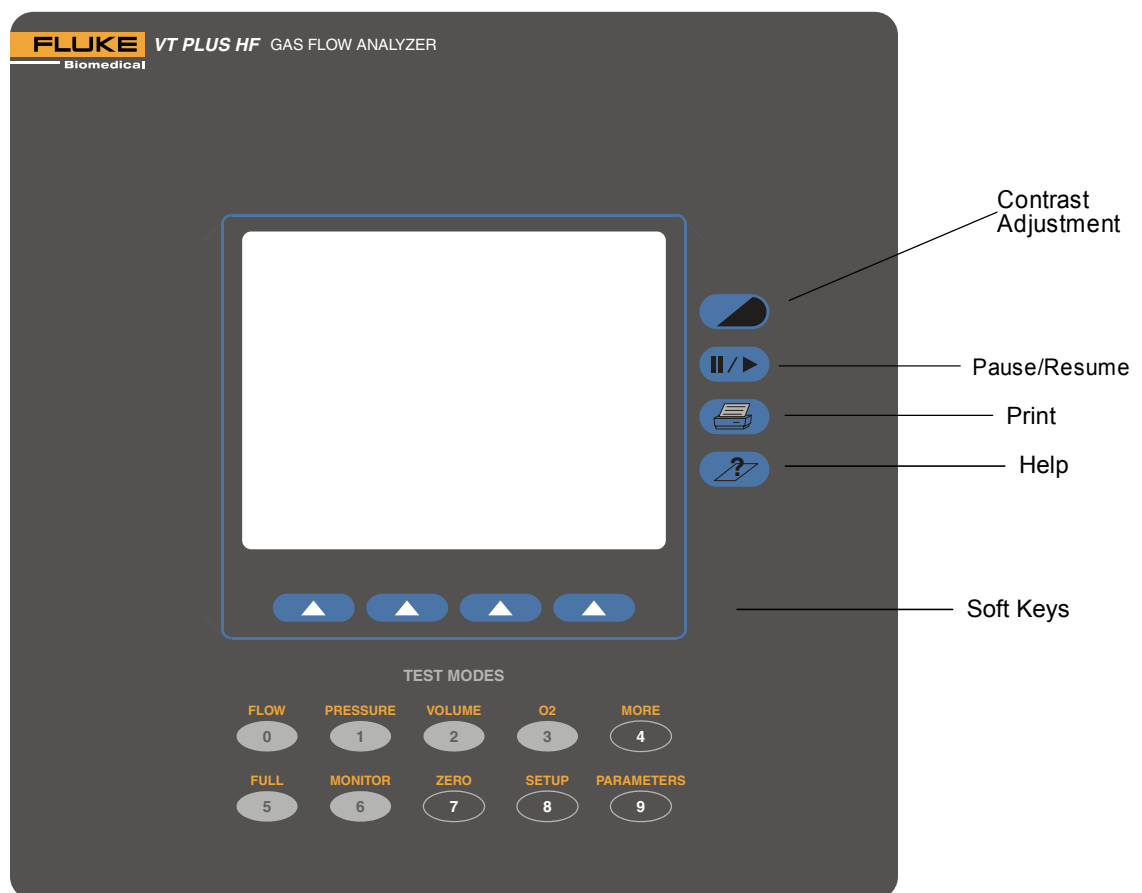 FLUKE
Biomedical
VT PLUS HF GAS FLOW ANALYZER
Contrast
Adjustment
Pause/Resume
Print
?
Help
Soft Keys
TEST MODES
FLOW PRESSURE VOLUME O2 MORE
0 1 2 3 4
FULL MONITOR ZERO SETUP PARAMETERS
5 6 7 8 9